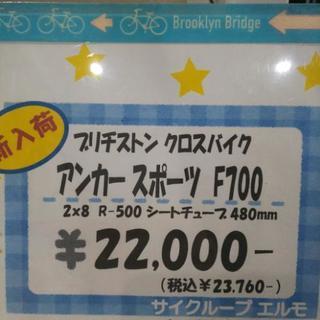 Brooklyn Bridge
新入荷
ブリヂストン クロスバイク
アンカー スポーツ F700
2×8 R-500 シートチューブ 480mm
¥22,000-
(税込¥23.760-)
サイクループ エルモ